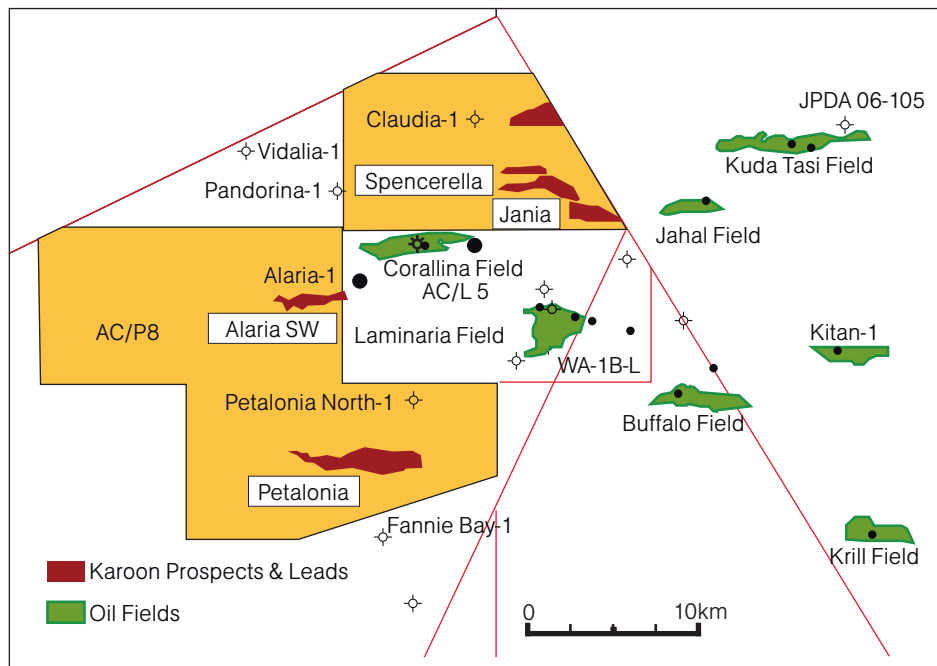 JPDA 06-105
Claudia-1
Vidalia-1
Kuda Tasi Field
Pandorina-1
Spencerella
Jania
Jahal Field
Alaria-1
Corallina Field
AC/L 5
AC/P8
Alaria SW
Laminaria Field
Kitan-1
WA-1B-L
Petalonia North-1
Buffalo Field
Petalonia
Fannie Bay-1
Krill Field
Karoon Prospects & Leads
Oil Fields
0 10km